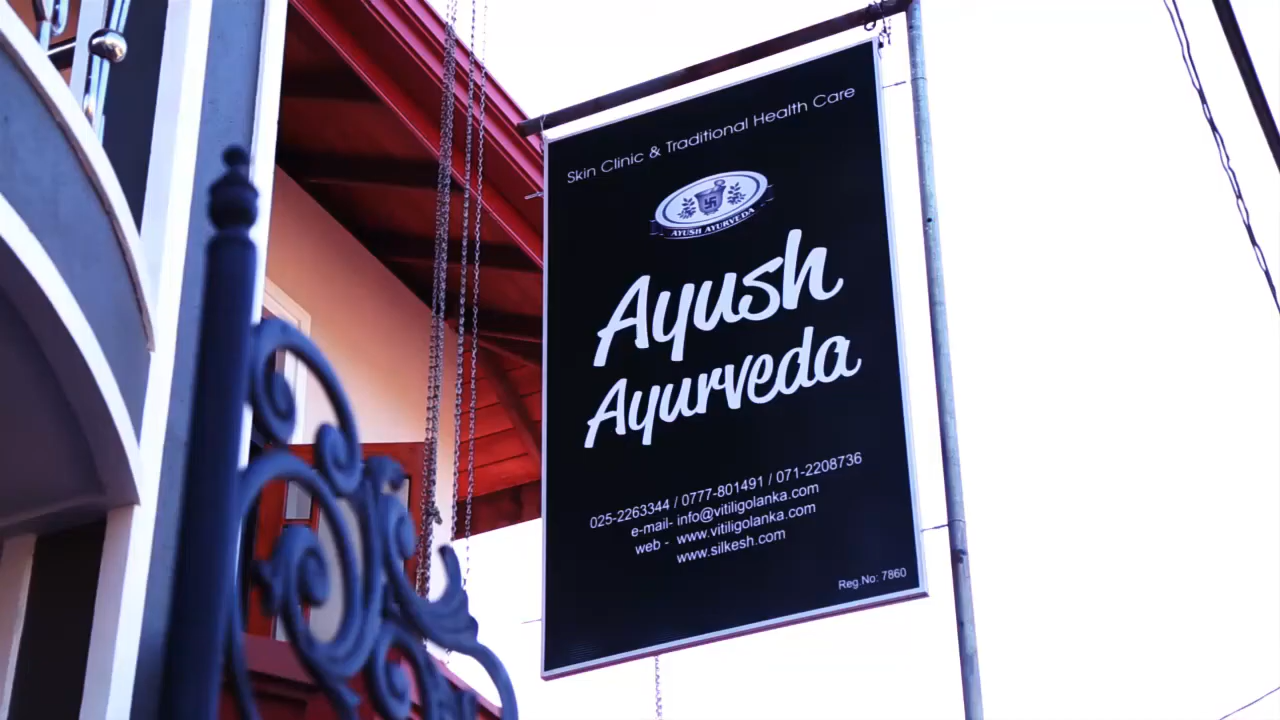 Skin Clinic & Traditional Health Care
AYUSH AYURVEDA
Ayush
Ayurveda
025-2263344 / 0777-801491 / 071-2208736
e-mail- info@vitiligolanka.com
web - www.vitiligolanka.com
www.silkesh.com
Reg.No: 7860